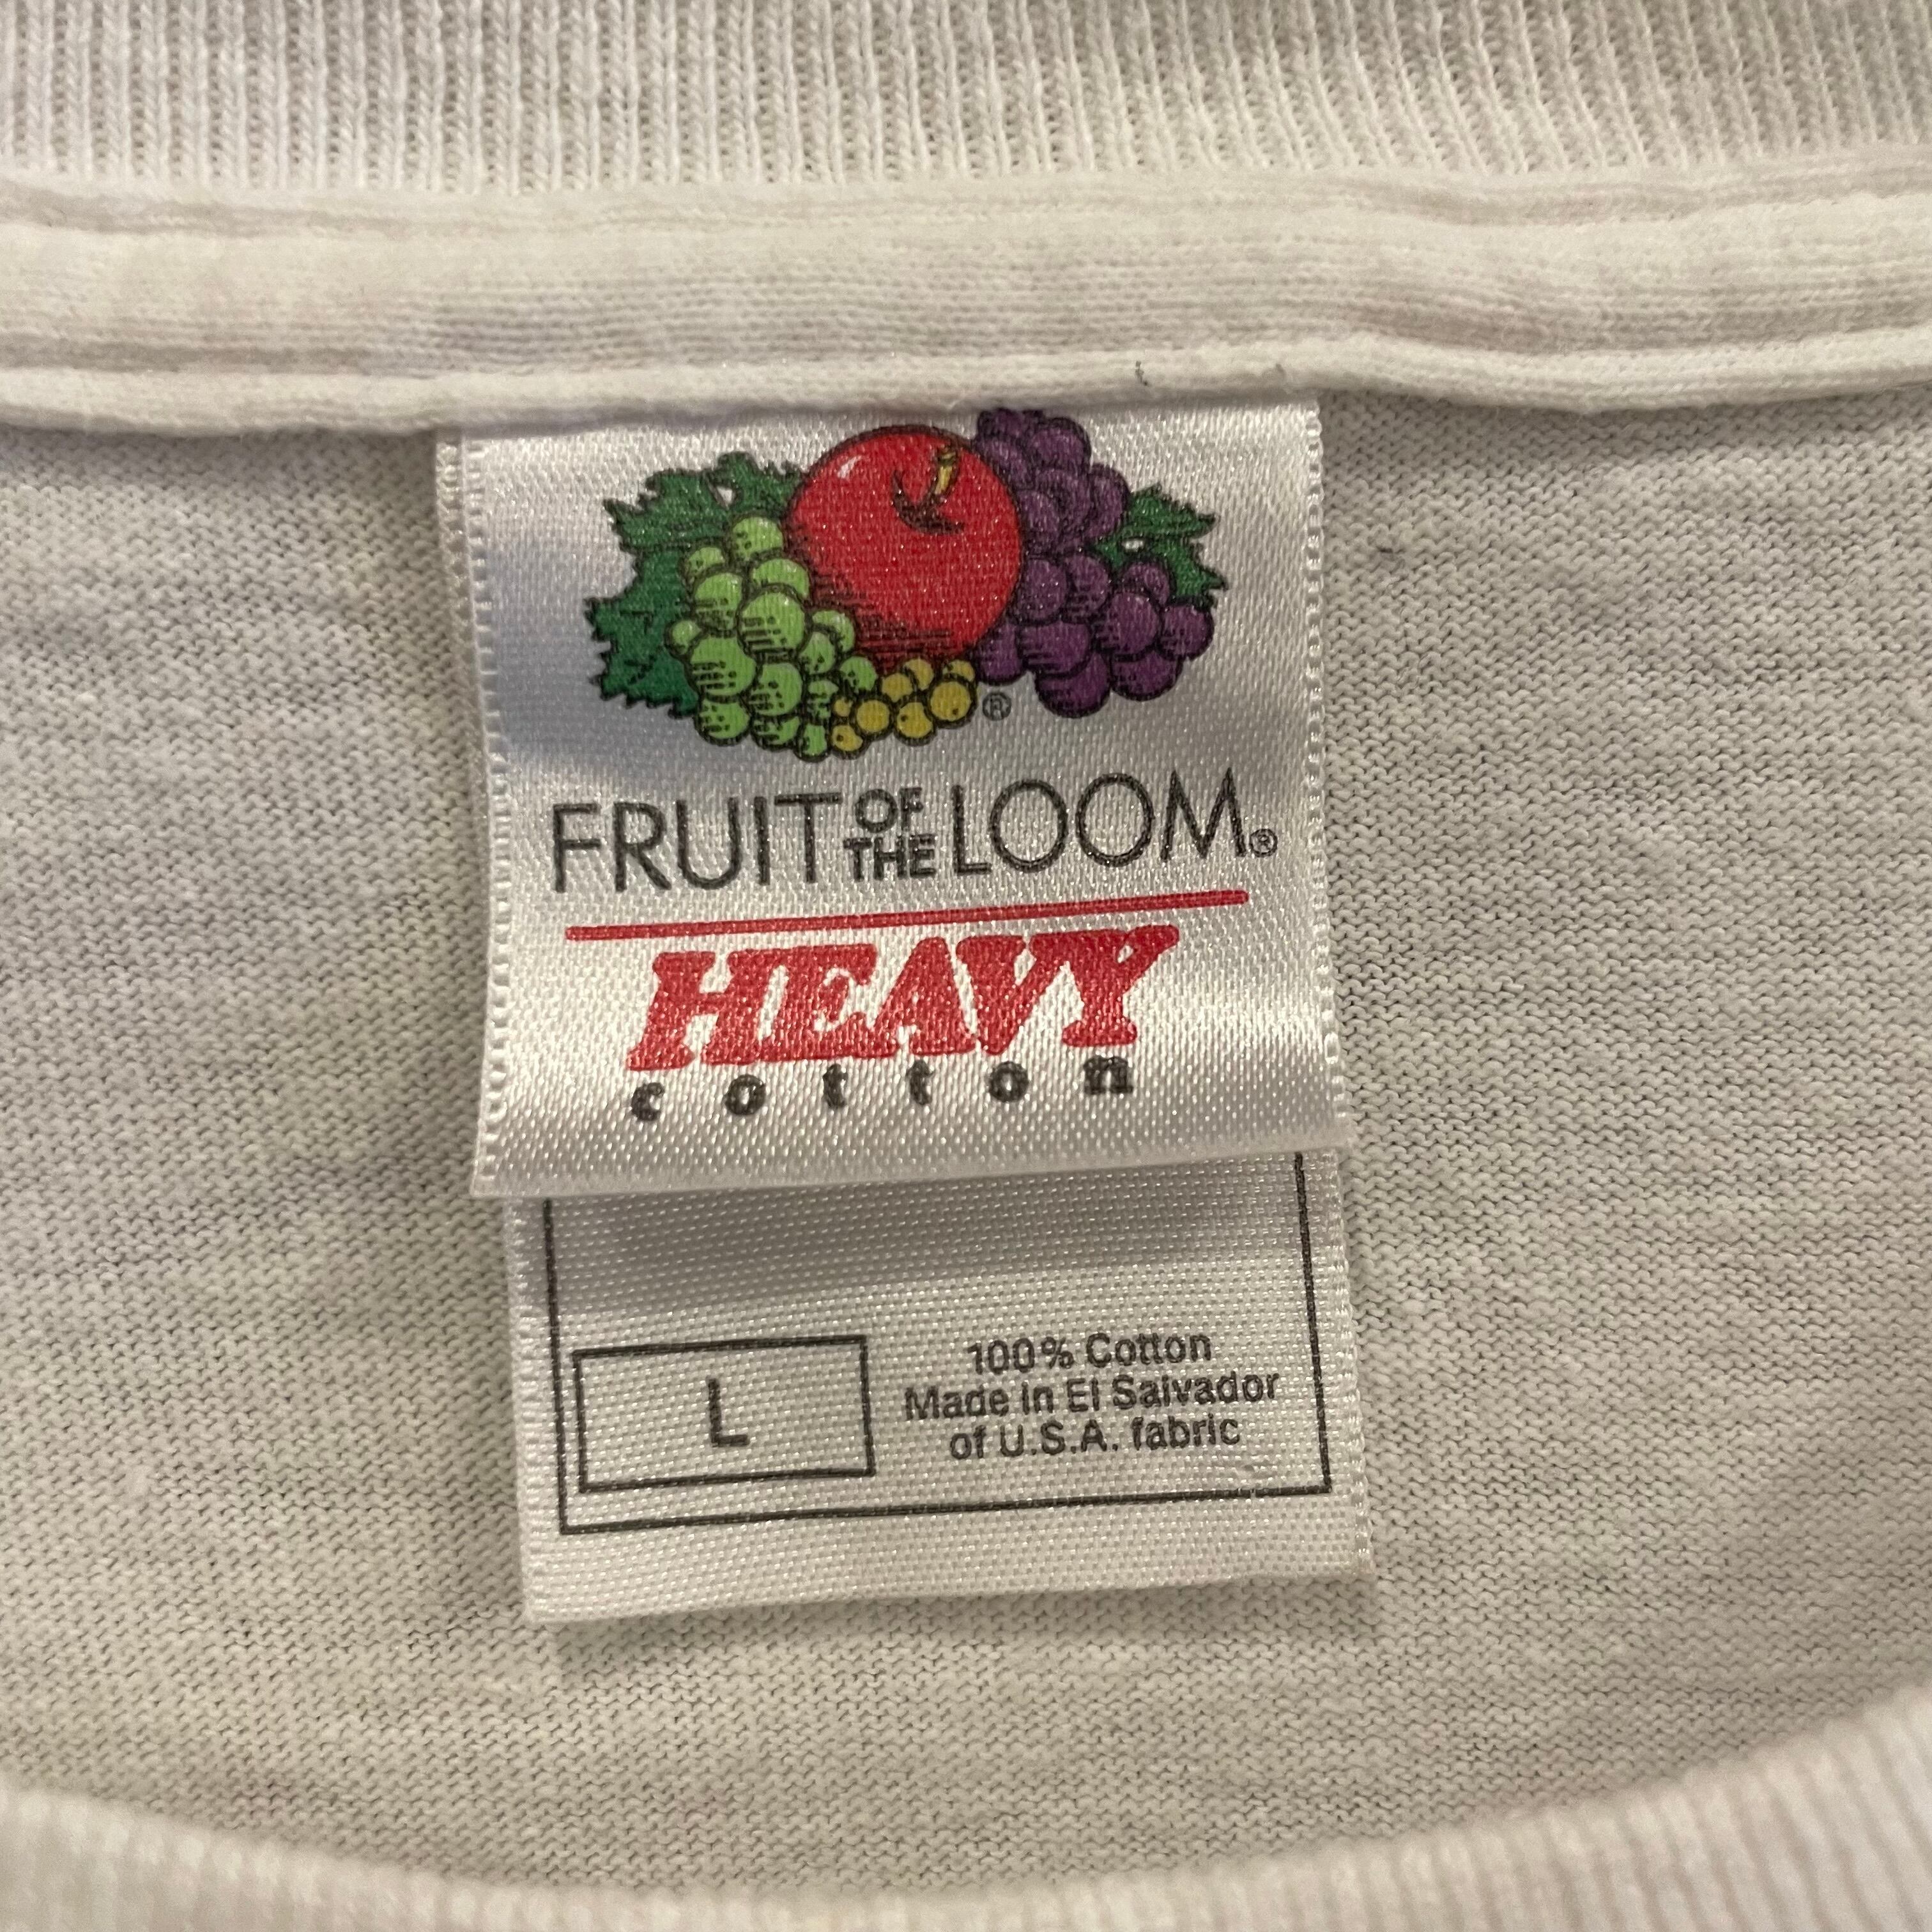 ®
FRUIT OF THE LOOM®
HEAVY
cotton
L
100% Cotton
Made in El Salvador
of U.S.A. fabric